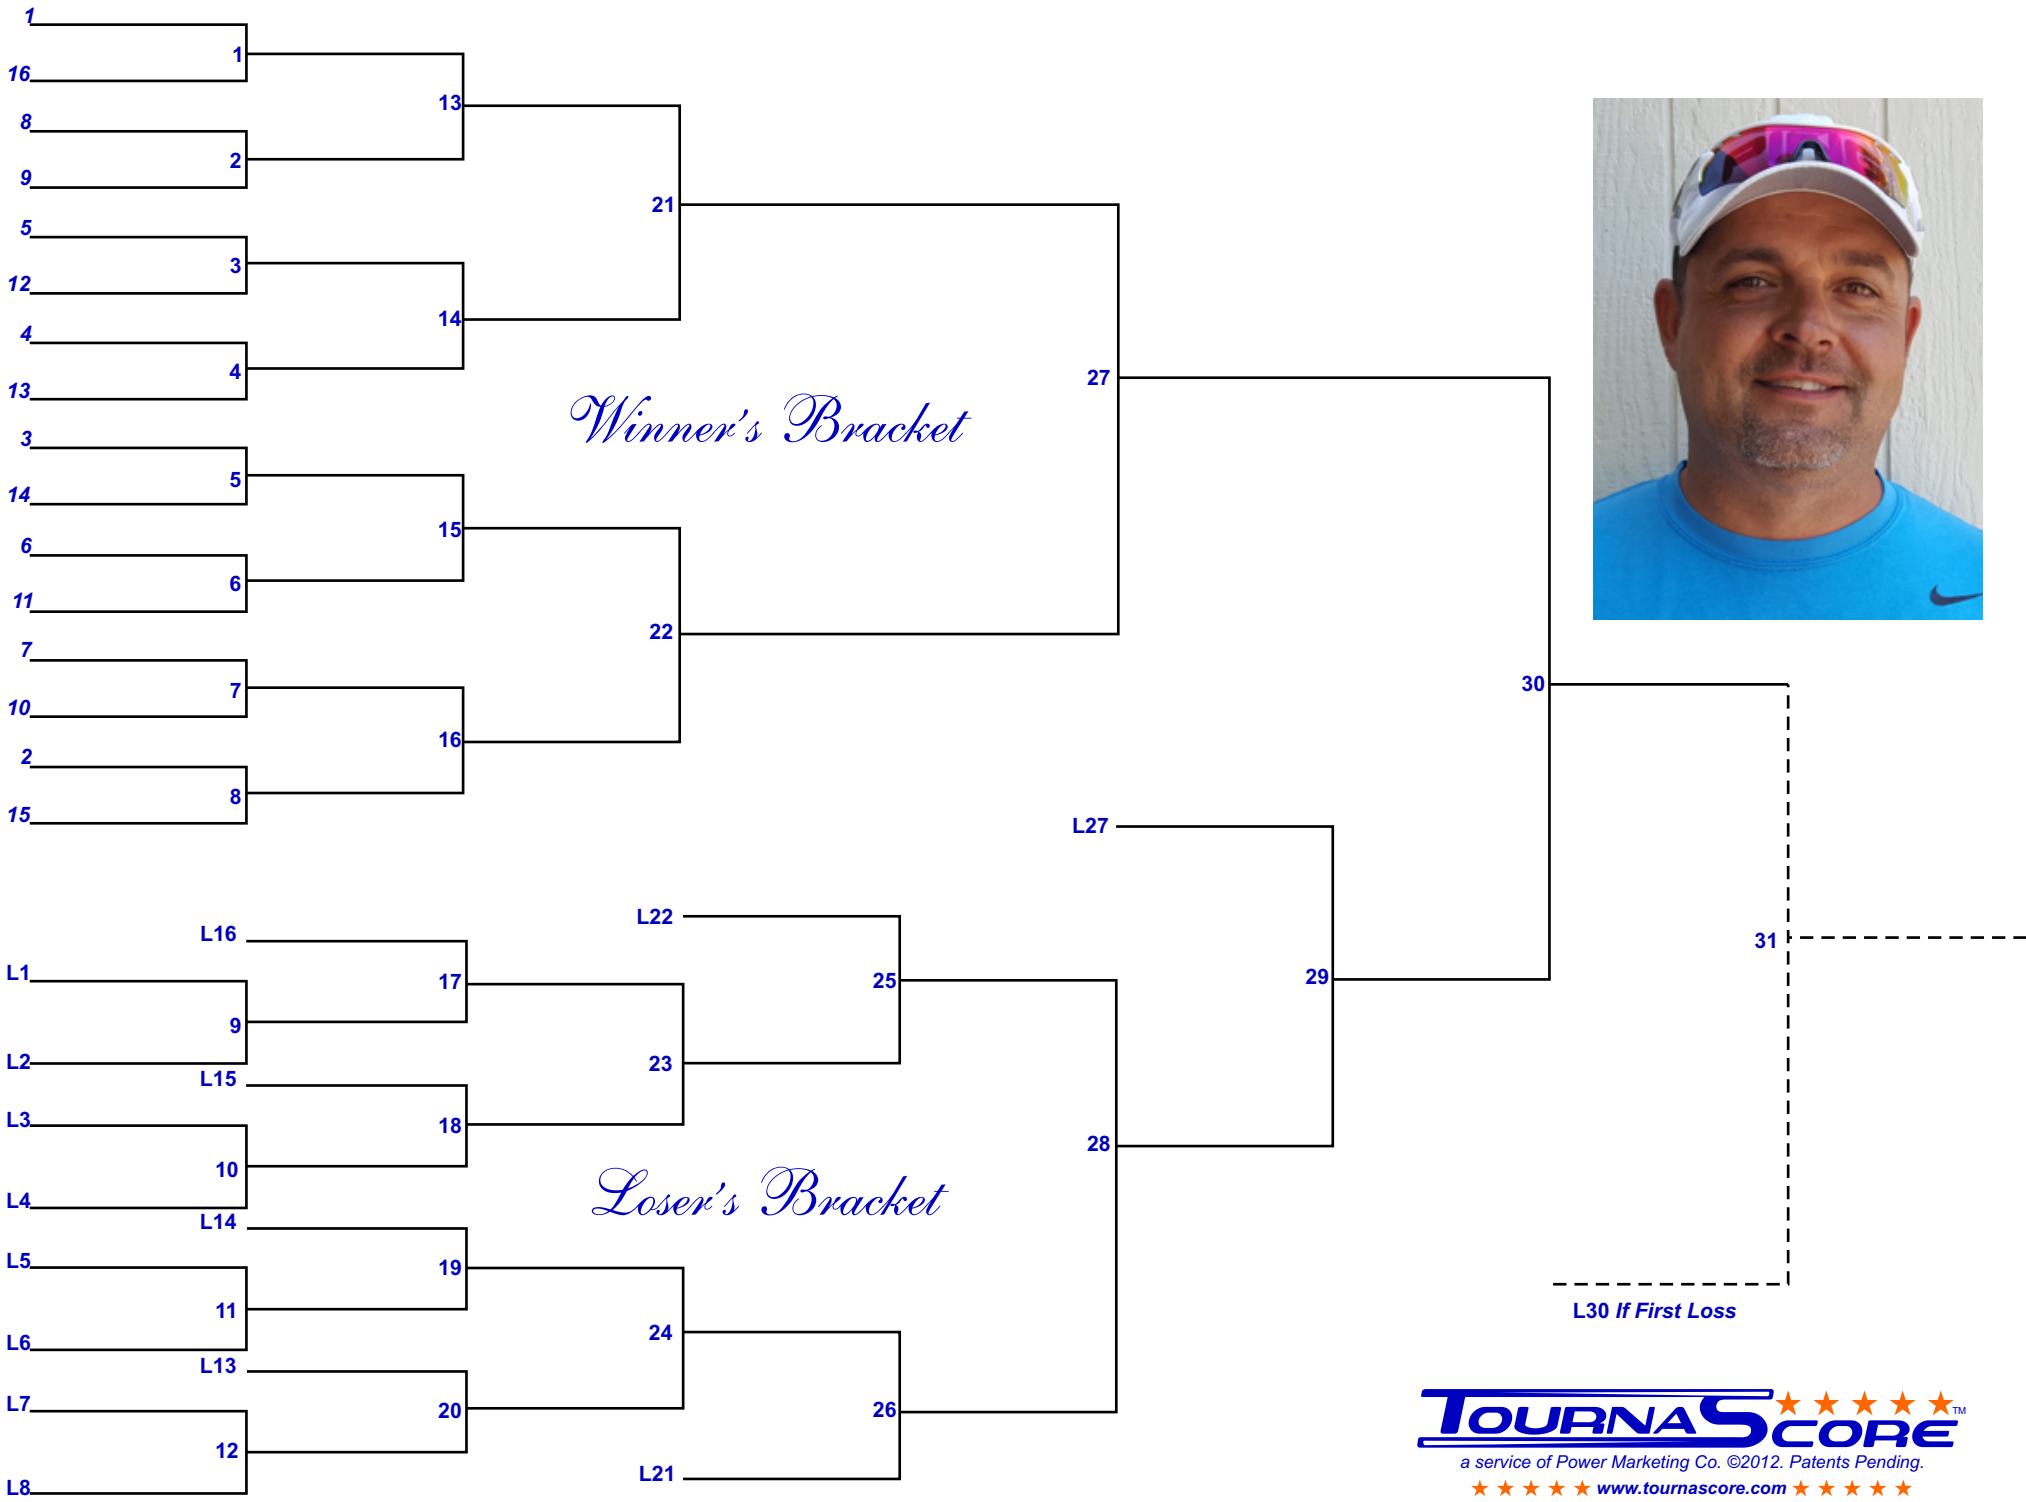 1
1
16
13
8
2
9
21
5
3
12
14
4
4
13
27
Winner's Bracket
3
5
14
15
6
6
11
22
7
7
10
30
16
2
8
15
L27
L22
L16
31
L1
17
25
29
9
L2
23
L15
L3
18
28
10
L4
Loser's Bracket
L14
L5
19
11
L30 If First Loss
24
L6
L13
L7
20
26
12
L21
L8
TOURNASCORE™
a service of Power Marketing Co. ©2012. Patents Pending.
www.tournascore.com